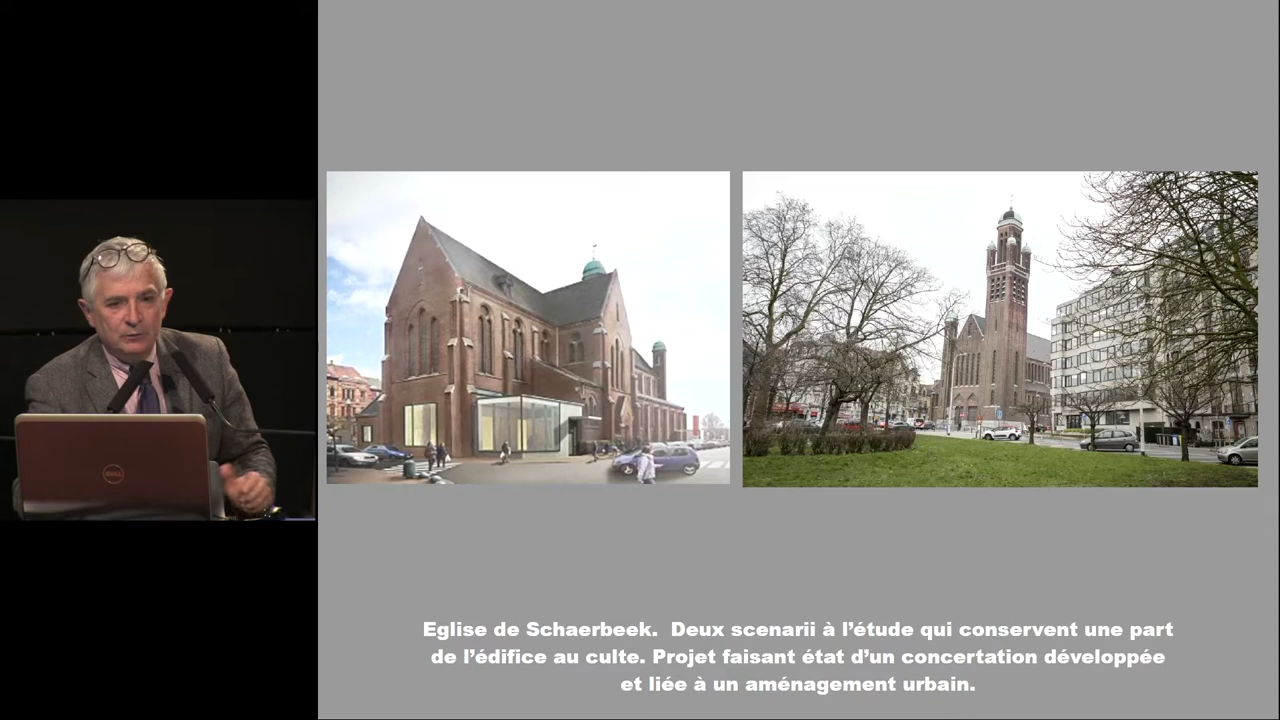 DELL
Eglise de Schaerbeek.  Deux scenarii à l’étude qui conservent une part
de l’édifice au culte. Projet faisant état d’un concertation développée
et liée à un aménagement urbain.